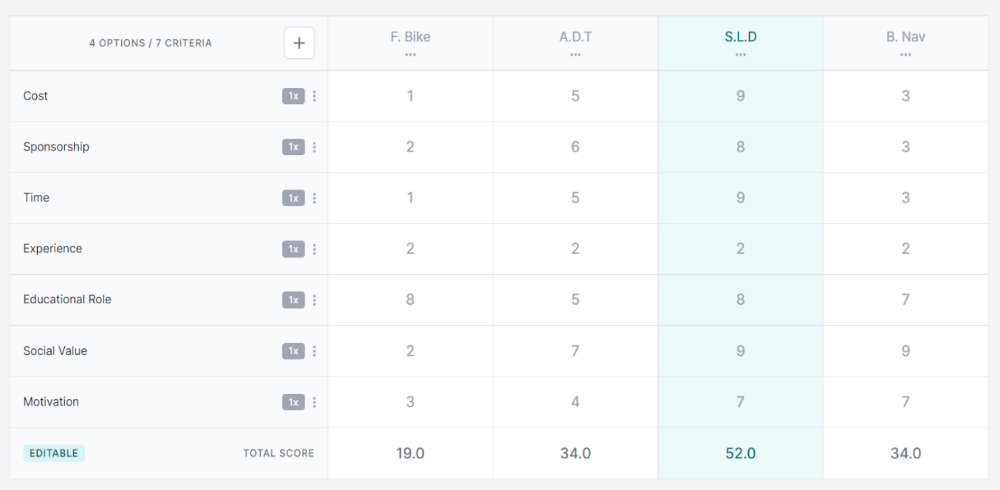 4 OPTIONS / 7 CRITERIA + F. Bike A.D.T S.L.D B. Nav
Cost 1x 1 5 9 3
Sponsorship 1x 2 6 8 3
Time 1x 1 5 9 3
Experience 1x 2 2 2 2
Educational Role 1x 8 5 8 7
Social Value 1x 2 7 9 9
Motivation 1x 3 4 7 7
EDITABLE TOTAL SCORE 19.0 34.0 52.0 34.0